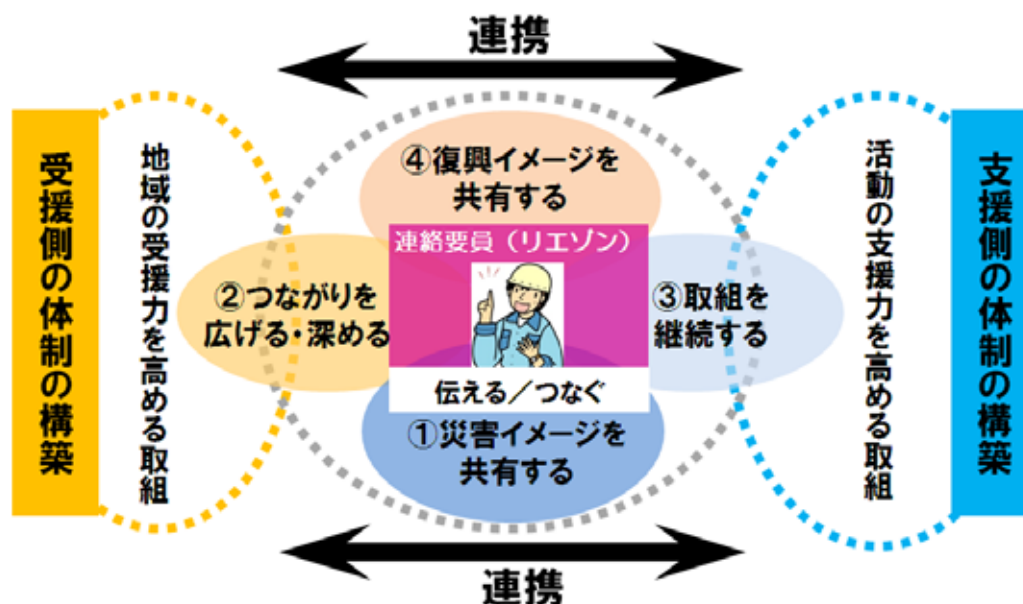 連携
受援側の体制の構築
地域の受援力を高める取組
④復興イメージを
共有する
連絡要員（リエゾン）
②つながりを
広げる・深める
③取組を
継続する
伝える／つなぐ
①災害イメージを
共有する
活動の支援力を高める取組
支援側の体制の構築
連携